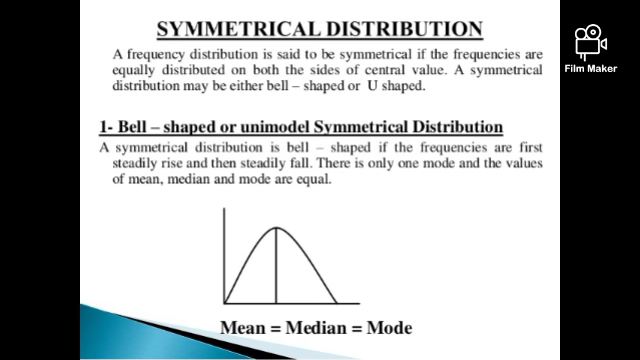 SYMMETRICAL DISTRIBUTION
A frequency distribution is said to be symmetrical if the frequencies are
equally distributed on both the sides of central value. A symmetrical
distribution may be either bell – shaped or U shaped.
1- Bell – shaped or unimodel Symmetrical Distribution
A symmetrical distribution is bell – shaped if the frequencies are first
steadily rise and then steadily fall. There is only one mode and the values
of mean, median and mode are equal.
Mean = Median = Mode
Film Maker